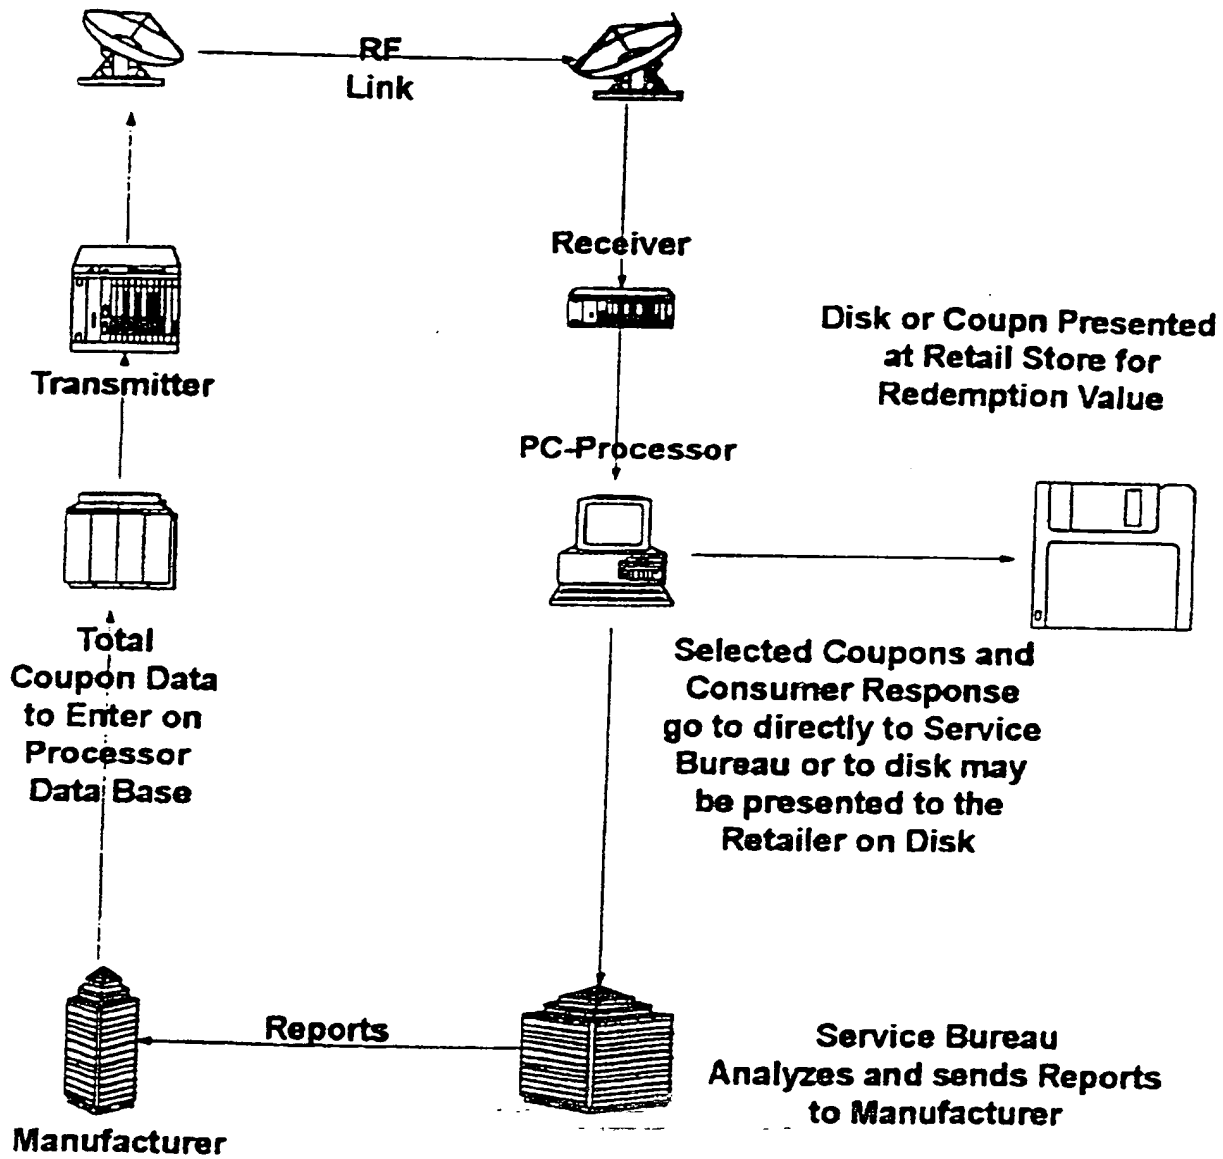 RF
Link
Receiver
Transmitter
Disk or Coupn Presented
at Retail Store for
Redemption Value
PC-Processor
Total
Coupon Data
to Enter on
Processor
Data Base
Selected Coupons and
Consumer Response
go to directly to Service
Bureau or to disk may
be presented to the
Retailer on Disk
Reports
Service Bureau
Analyzes and sends Reports
to Manufacturer
Manufacturer